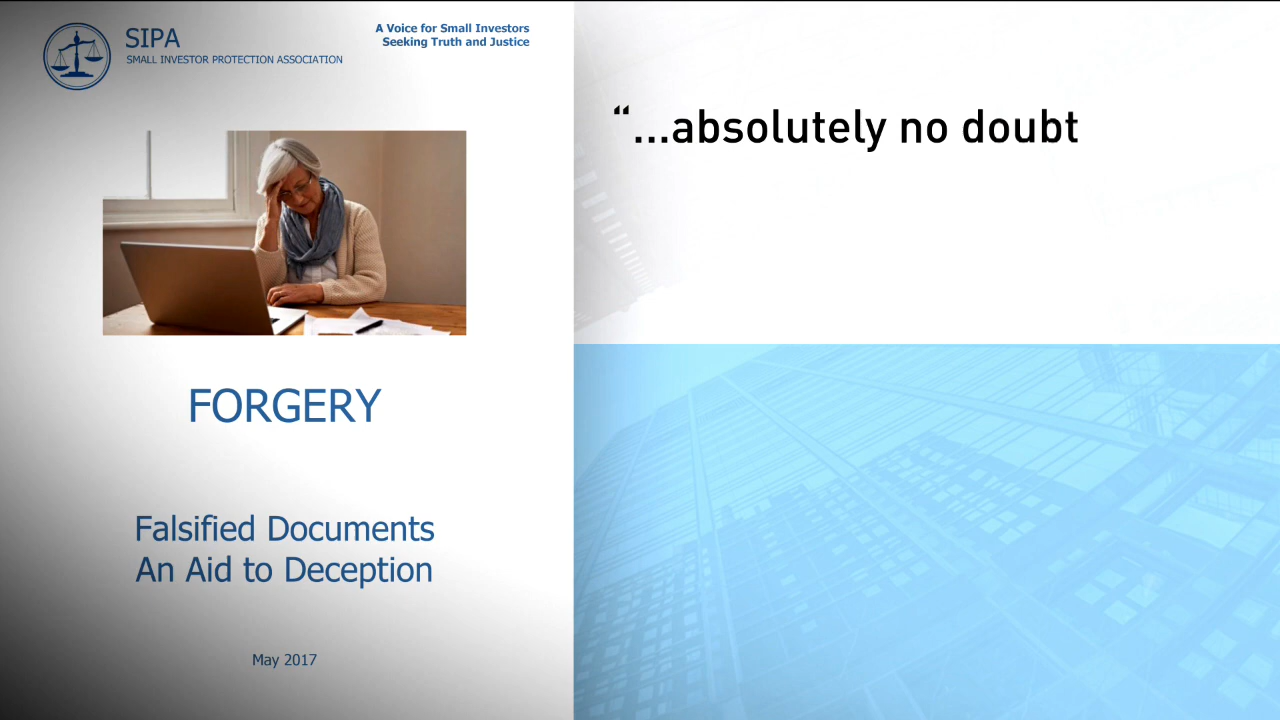 SIPA
SMALL INVESTOR PROTECTION ASSOCIATION
A Voice for Small Investors
Seeking Truth and Justice
FORGERY
Falsified Documents
An Aid to Deception
May 2017
“...absolutely no doubt